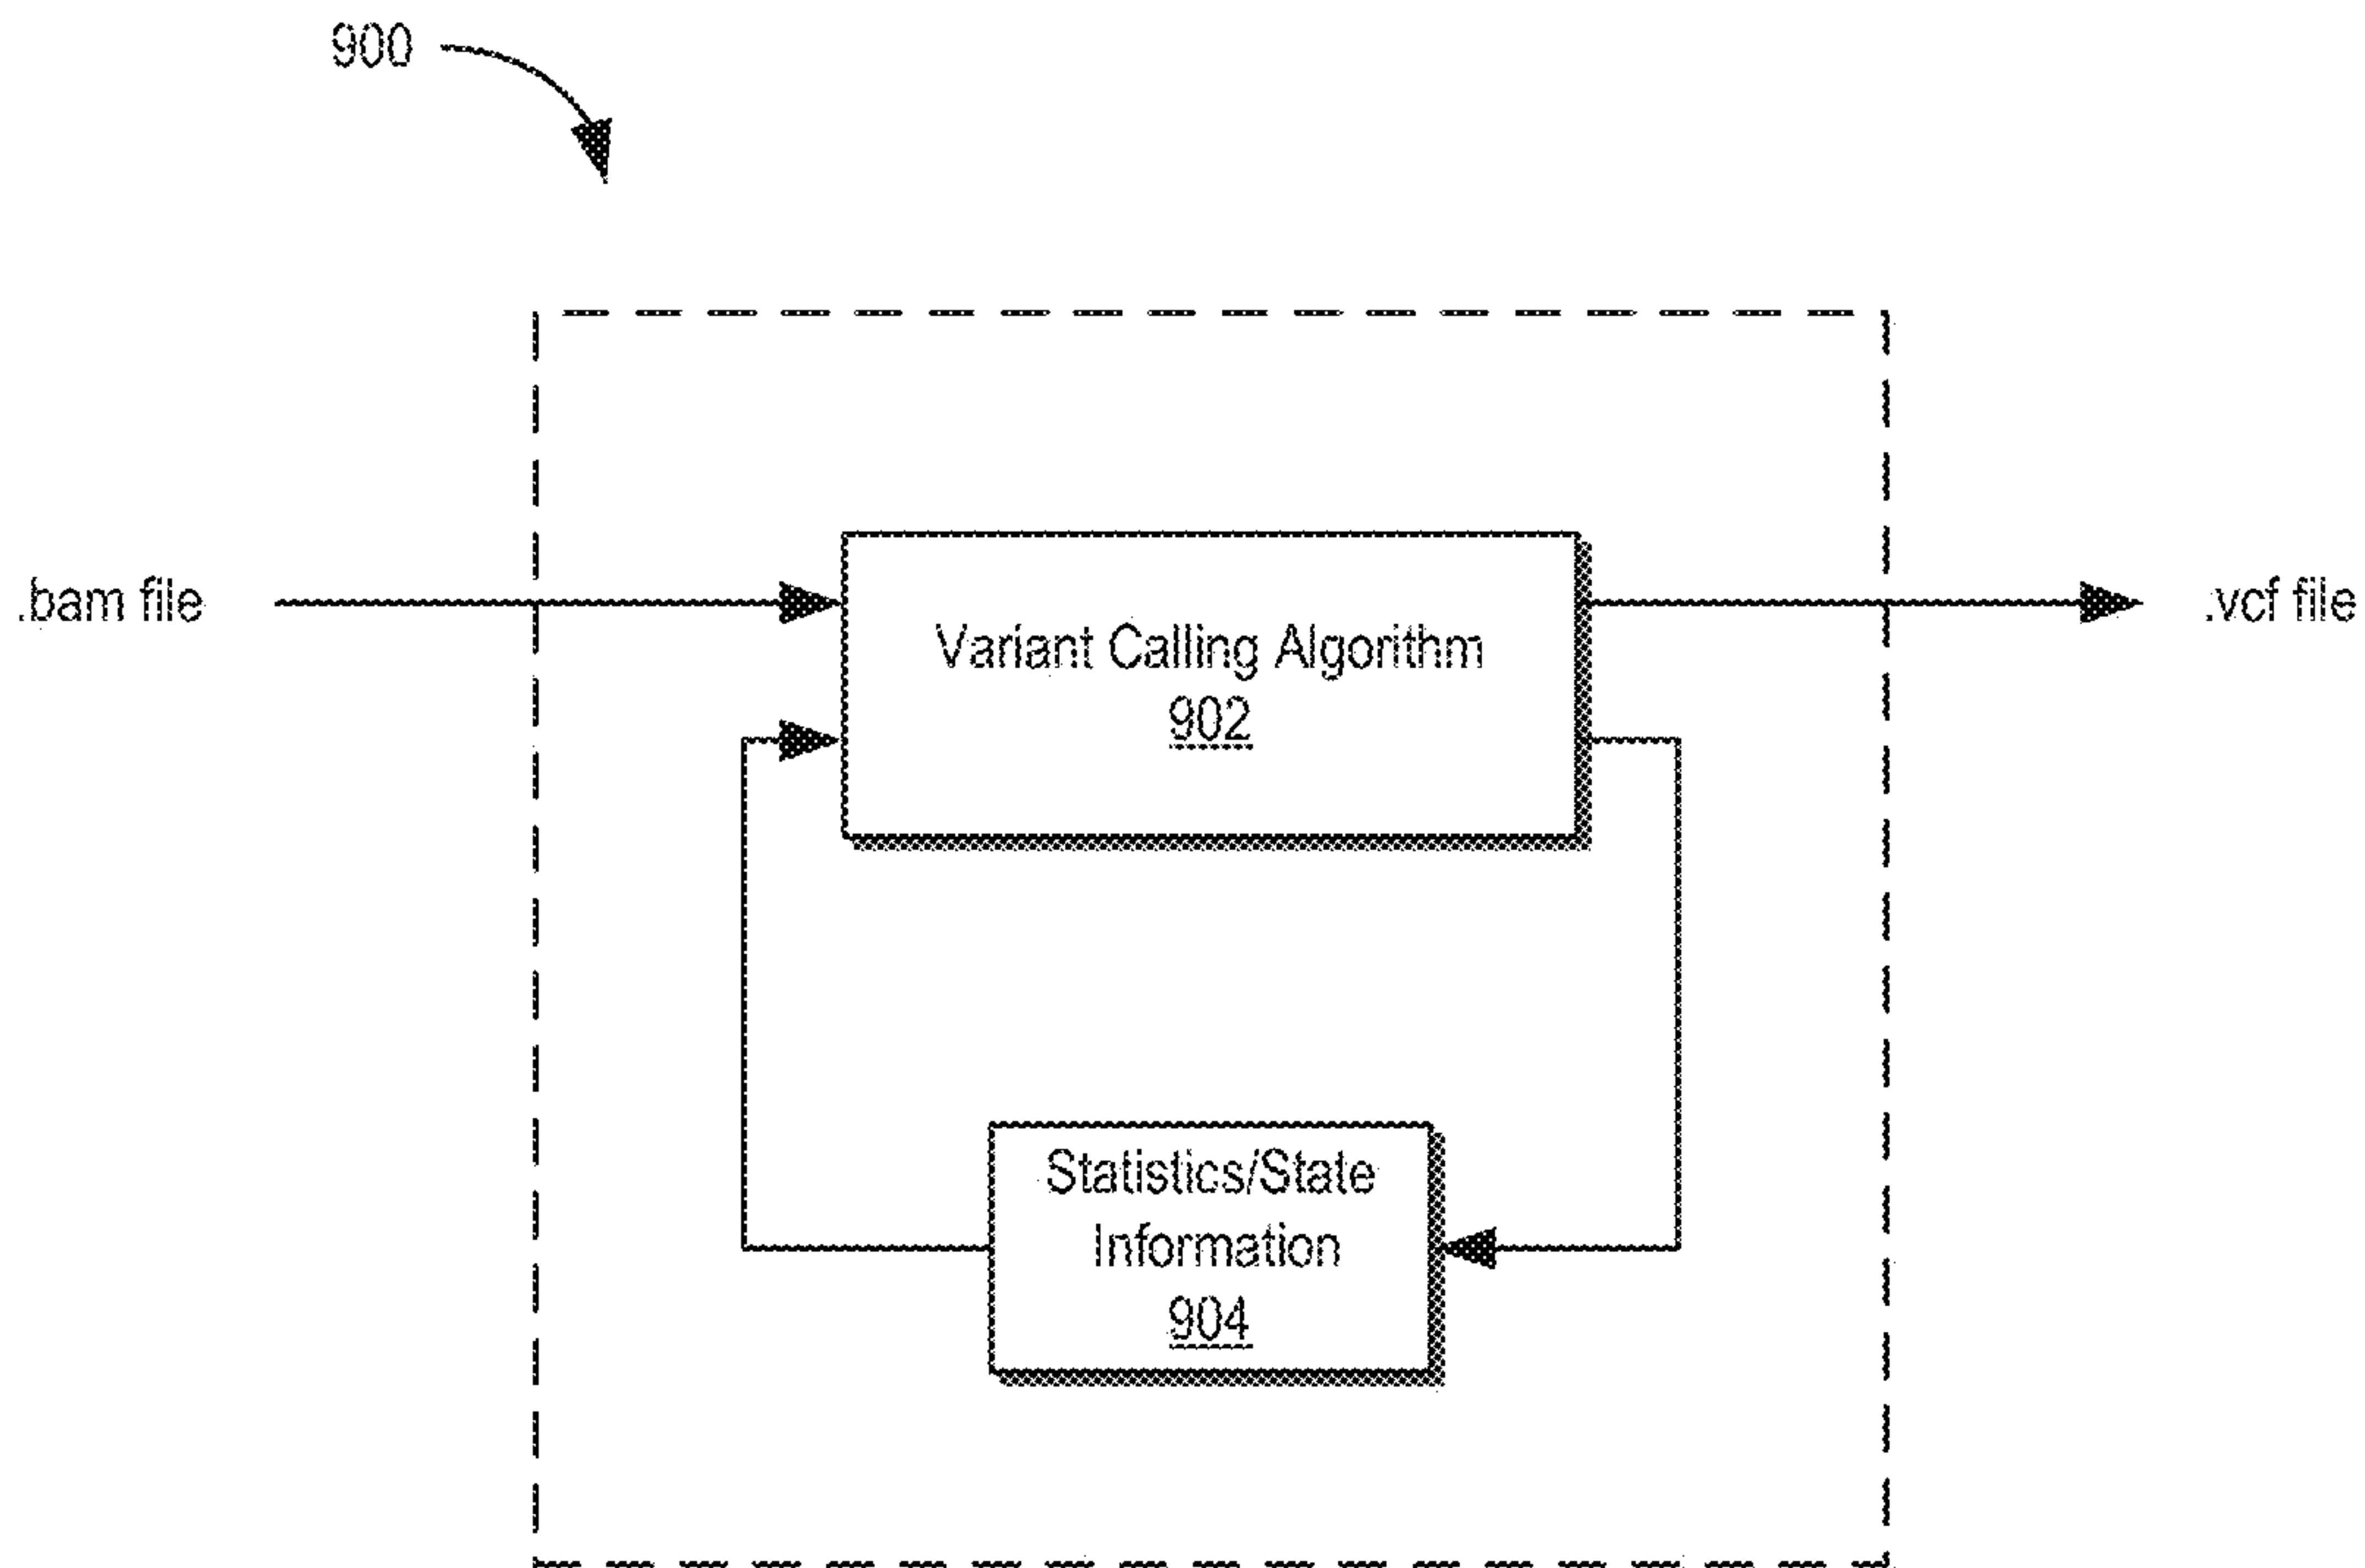 900
.bam file
Variant Calling Algorithm
902
.vcf file
Statistics/State
Information
904